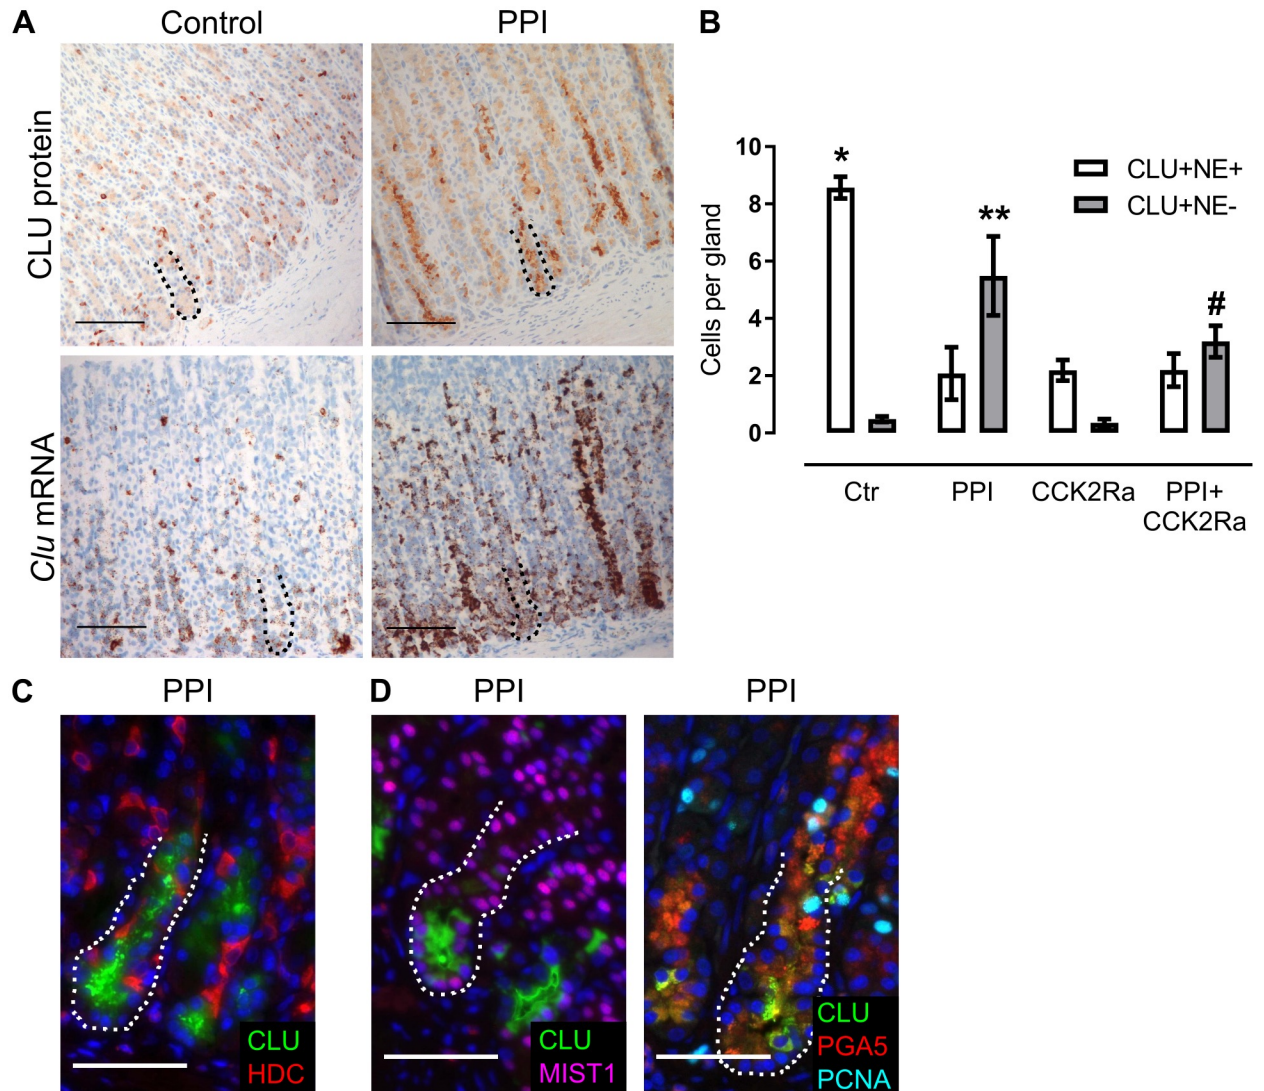 A
Control
PPI
CLU protein
Clu mRNA
B
10
8
6
4
2
0
Cells per gland
*
**
#
CLU+NE+
CLU+NE-
Ctr
PPI
CCK2Ra
PPI+
CCK2Ra
C
PPI
CLU
HDC
D
PPI
CLU
MIST1
PPI
CLU
PGA5
PCNA